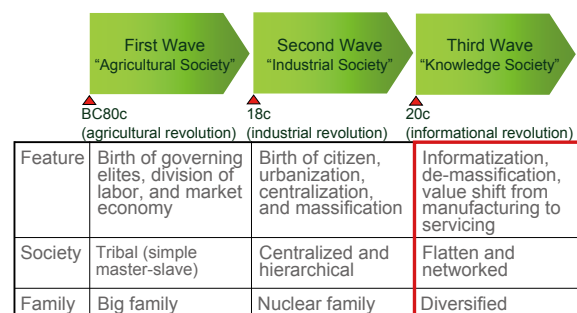 First Wave
"Agricultural Society"
Second Wave
"Industrial Society"
Third Wave
"Knowledge Society"
BC80c
(agricultural revolution)
18c
(industrial revolution)
20c
(informational revolution)
Feature
Birth of governing
elites, division of
labor, and market
economy
Birth of citizen,
urbanization,
centralization,
and massification
Informatization,
de-massification,
value shift from
manufacturing to
servicing
Society
Tribal (simple
master-slave)
Centralized and
hierarchical
Flatten and
networked
Family
Big family
Nuclear family
Diversified